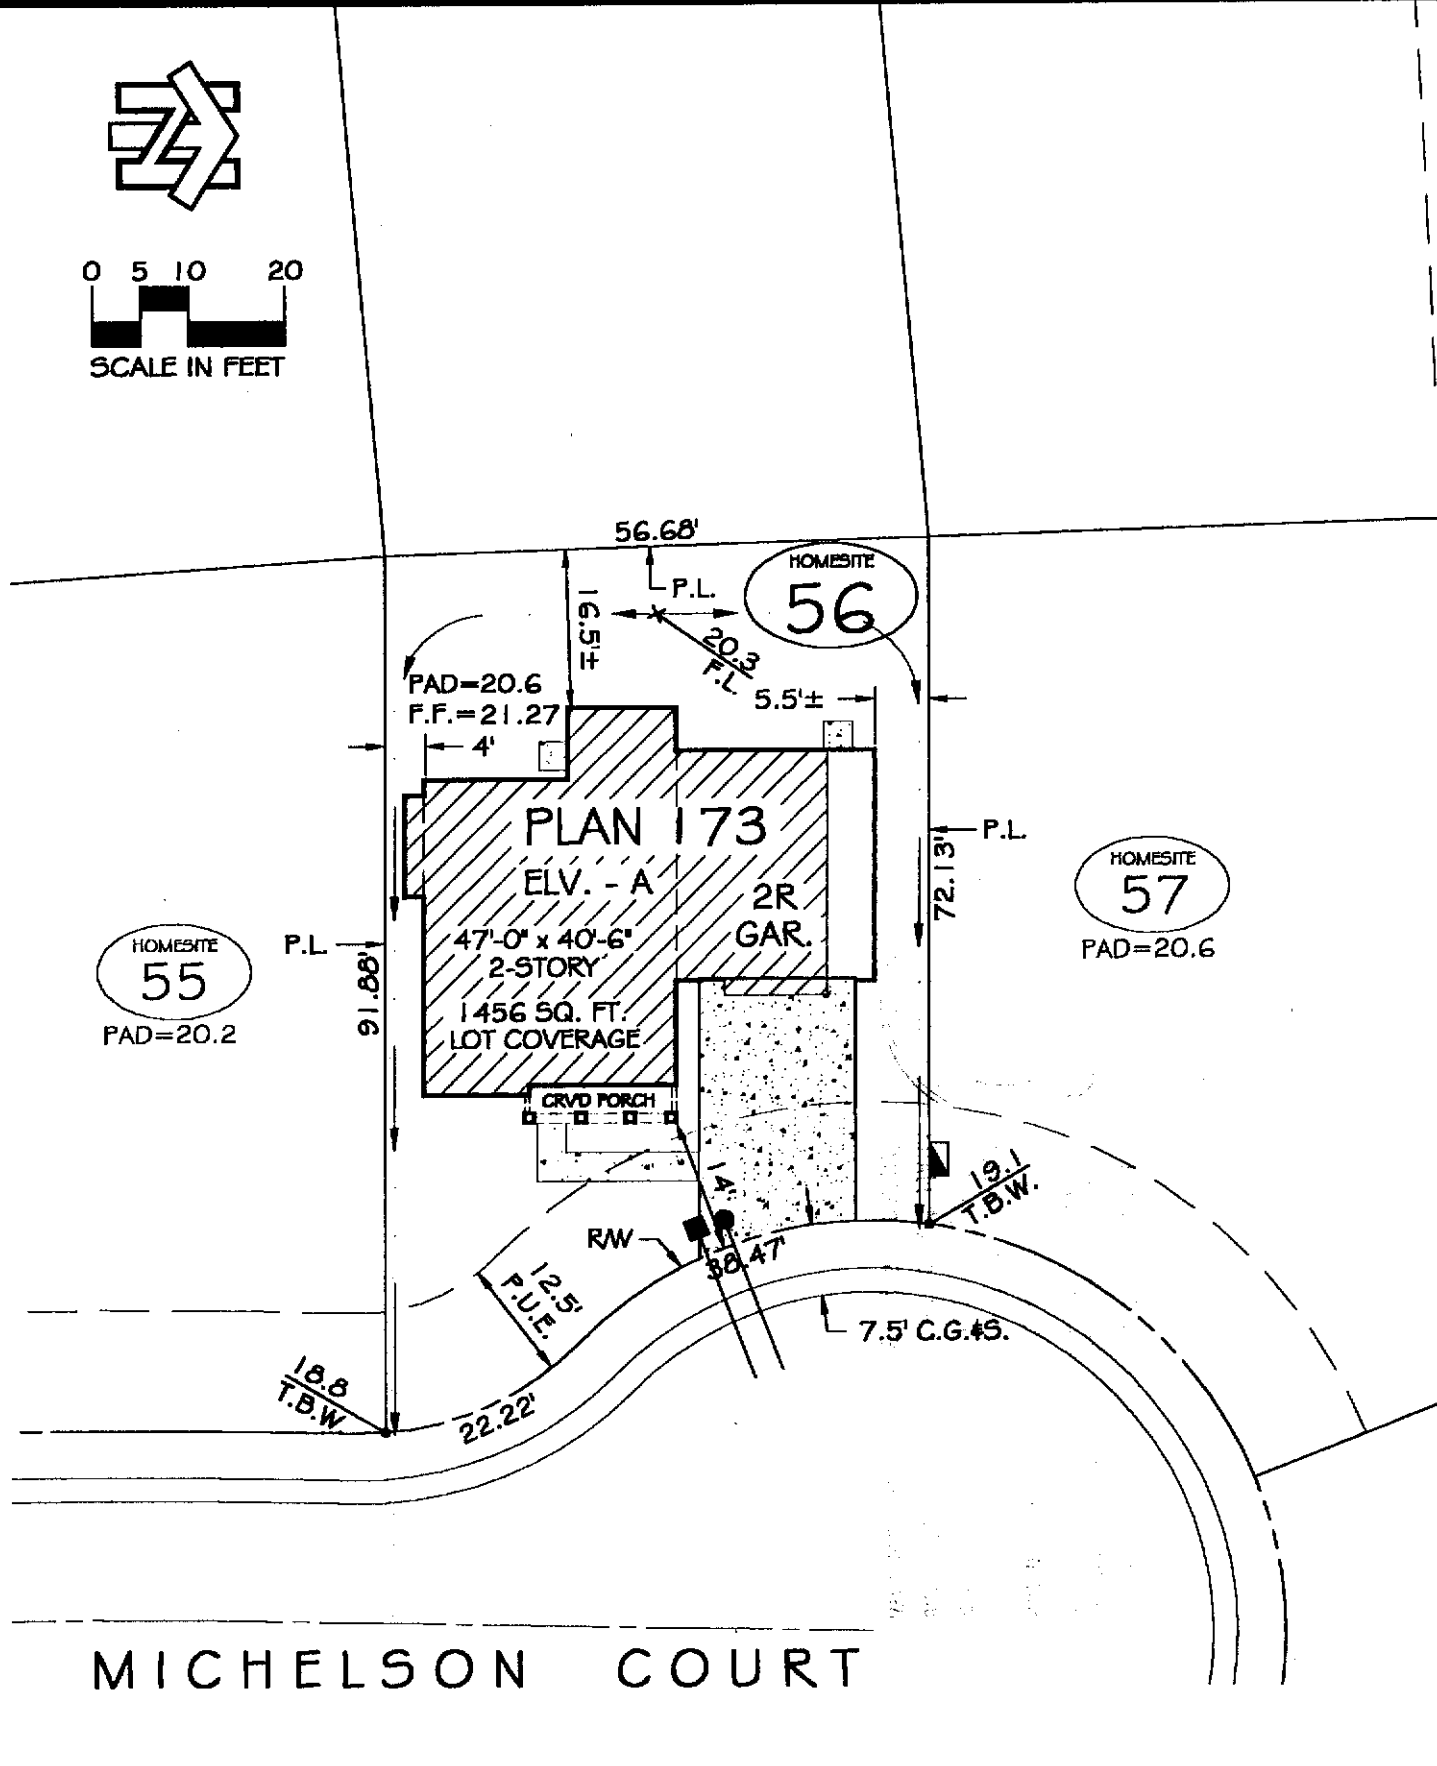 0 5 10 20
SCALE IN FEET
56.68'
HOMESITE
56
P.L.
16.5'±
20.3
F.L.
PAD=20.6
F.F.=21.27
5.5'±
4'
PLAN 173
ELV. - A
2R
GAR.
47'-0" x 40'-6"
2-STORY
1456 SQ. FT.
LOT COVERAGE
P.L.
72.13'
HOMESITE
57
PAD=20.6
HOMESITE
55
PAD=20.2
P.L.
91.88'
CRVD PORCH
14'
19.1
T.B.W.
R/W
38.47'
12.5'
P.U.E.
7.5' C.G.&S.
18.8
T.B.W.
22.22'
MICHELSON COURT